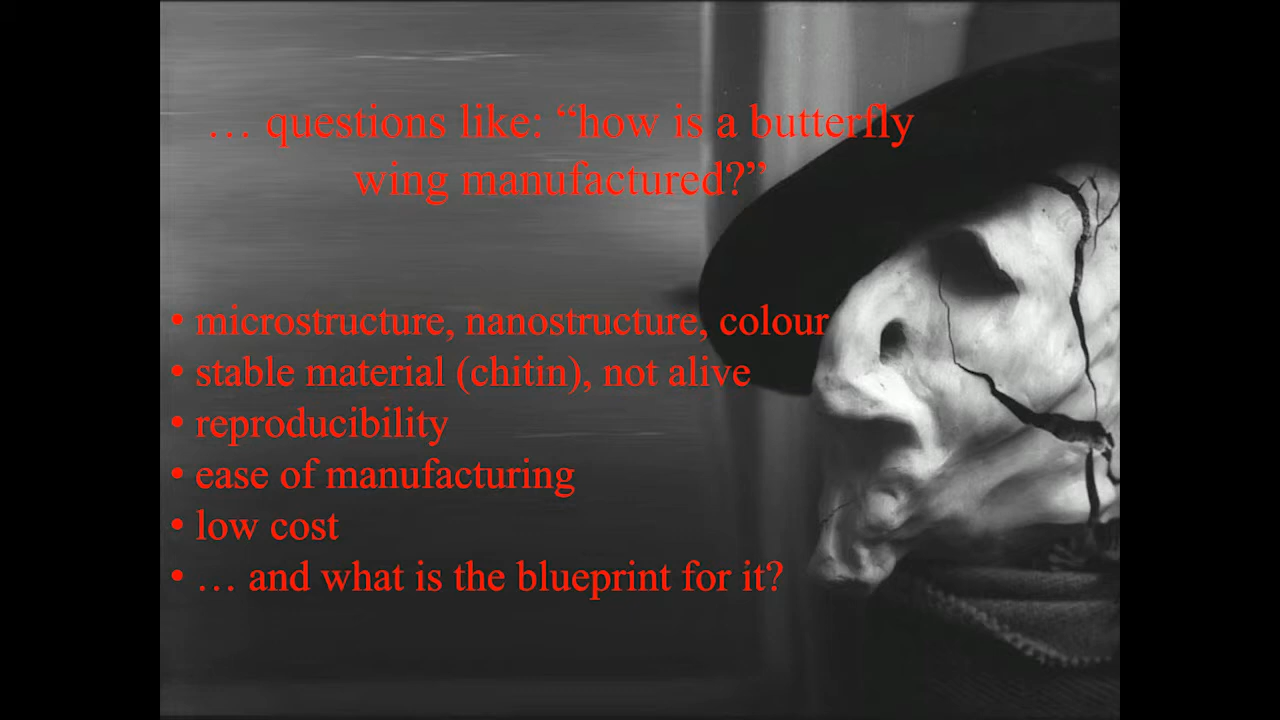 … questions like: “how is a butterfly
wing manufactured?”
• microstructure, nanostructure, colour
• stable material (chitin), not alive
• reproducibility
• ease of manufacturing
• low cost
• … and what is the blueprint for it?